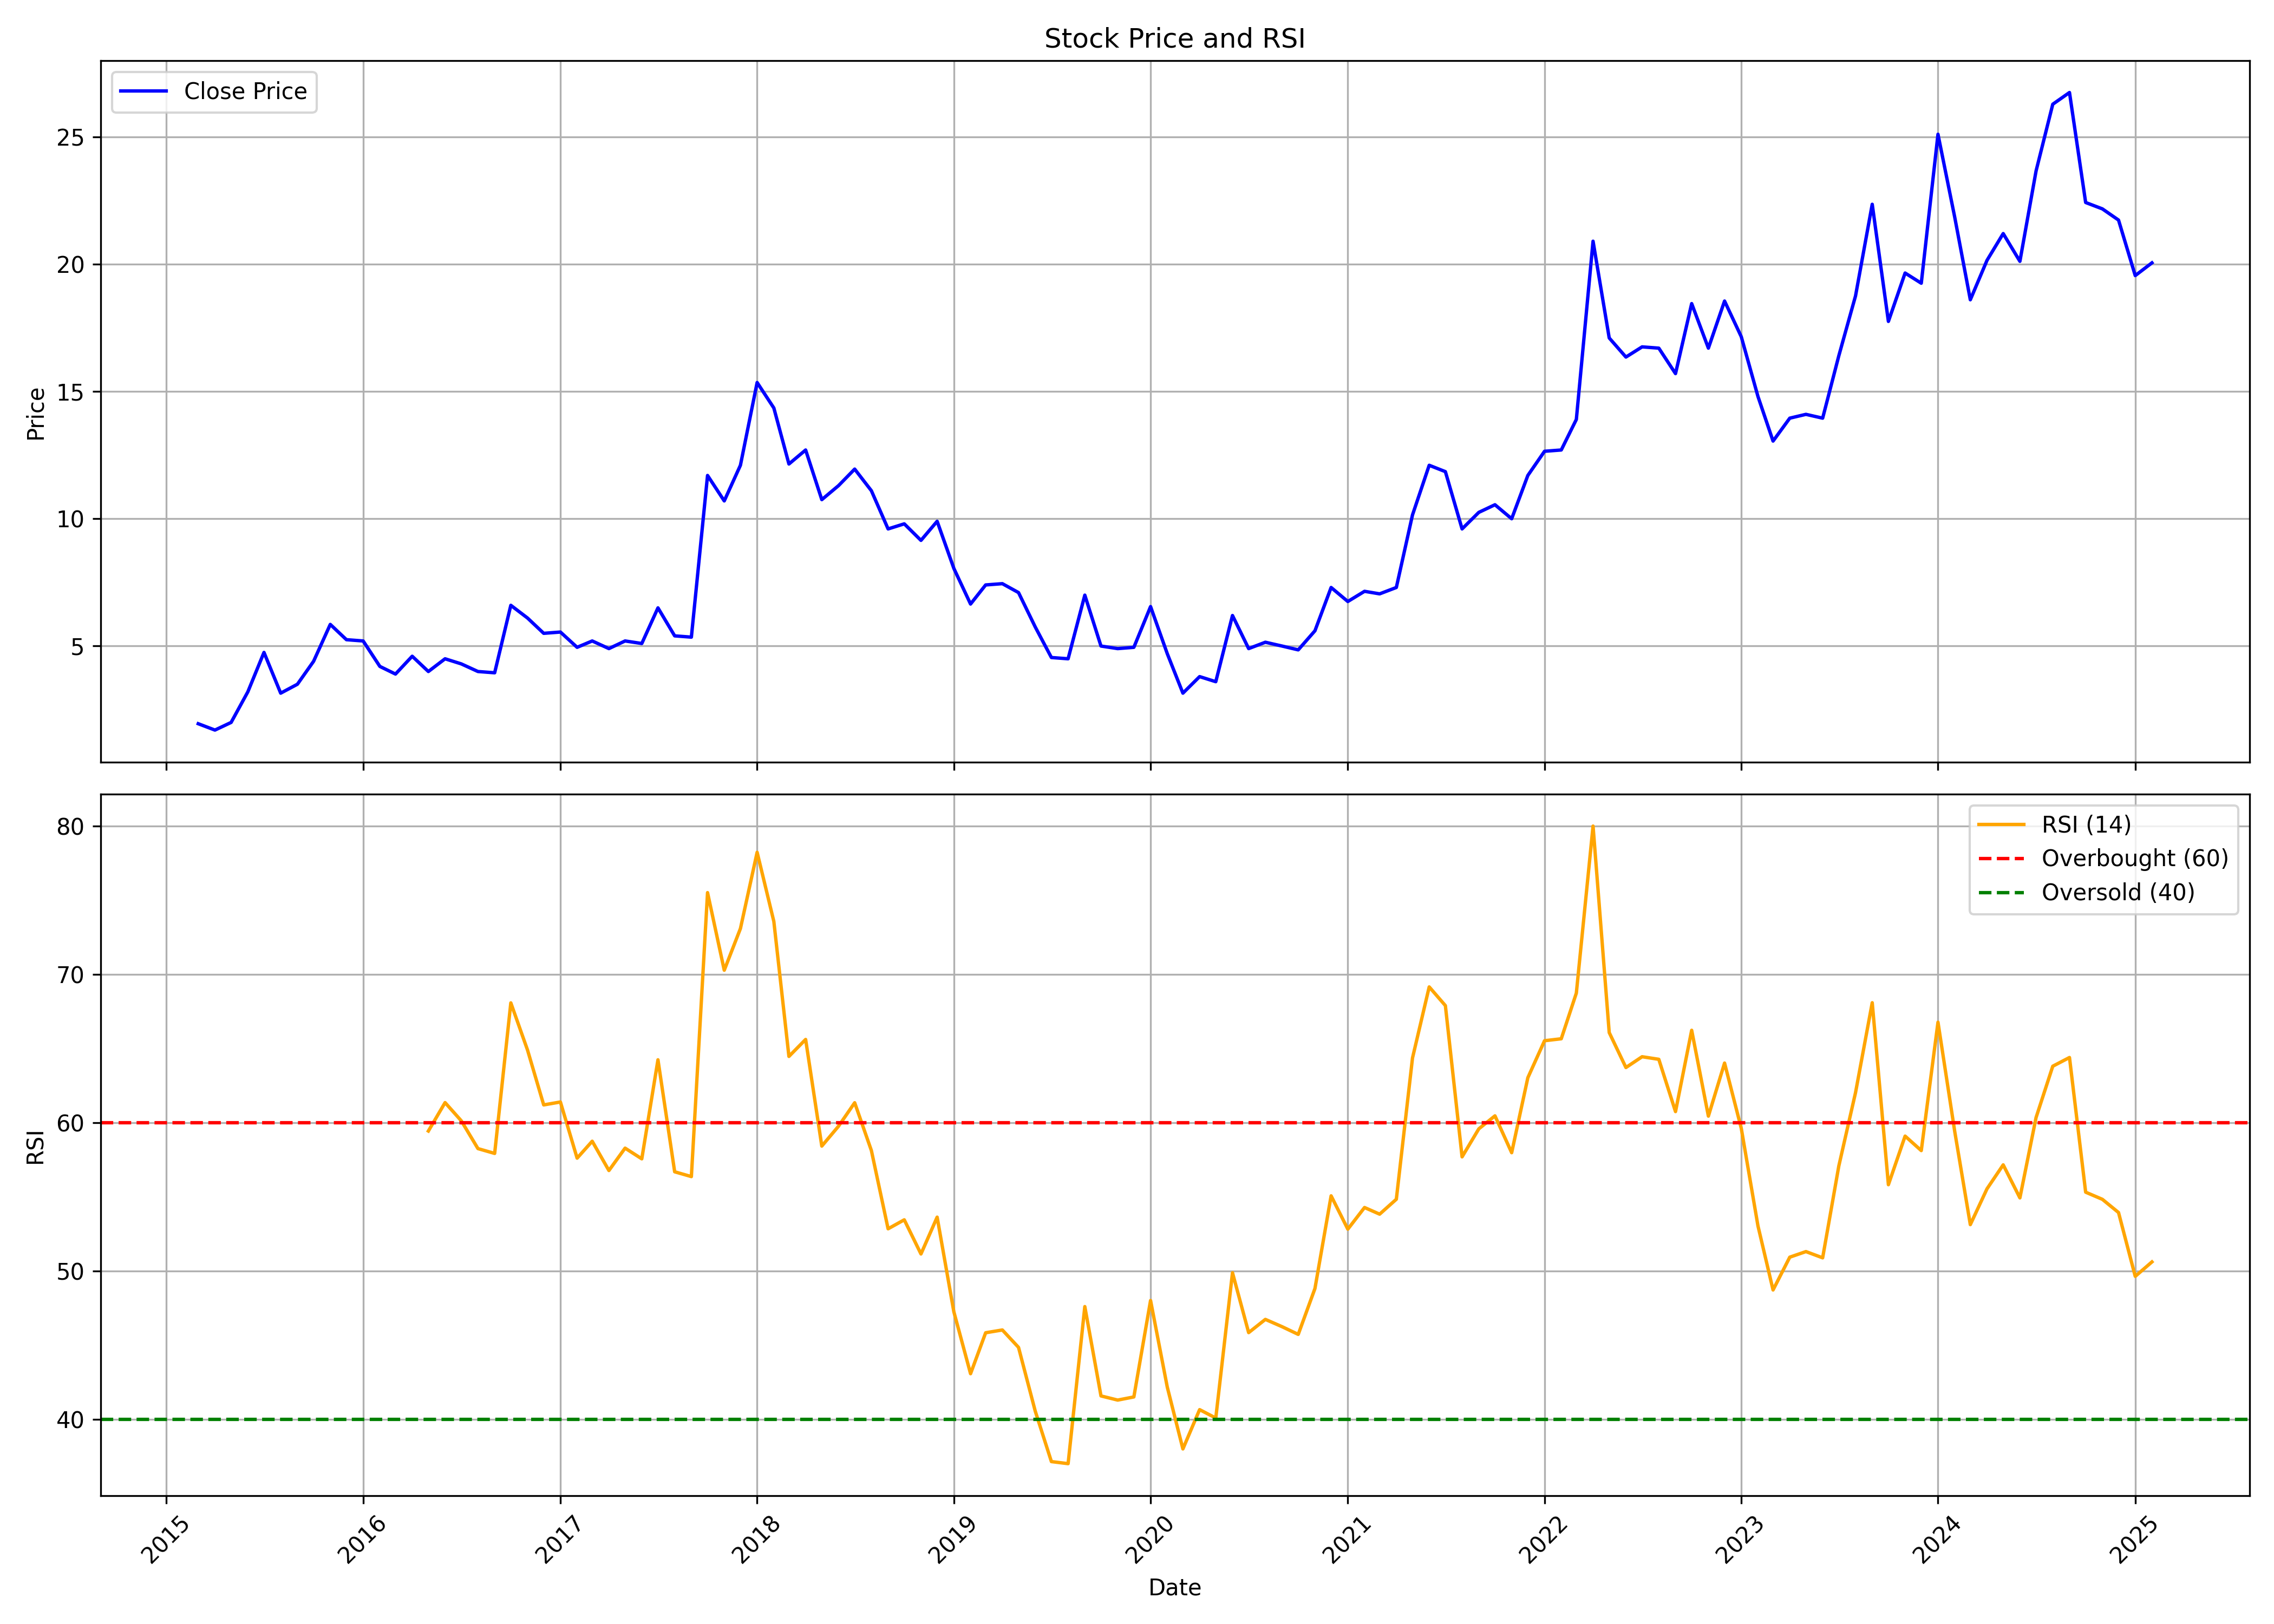 Stock Price and RSI
Close Price
25
20
15
10
5
Price
RSI (14)
Overbought (60)
Oversold (40)
80
70
60
50
40
RSI
2015
2016
2017
2018
2019
2020
2021
2022
2023
2024
2025
Date